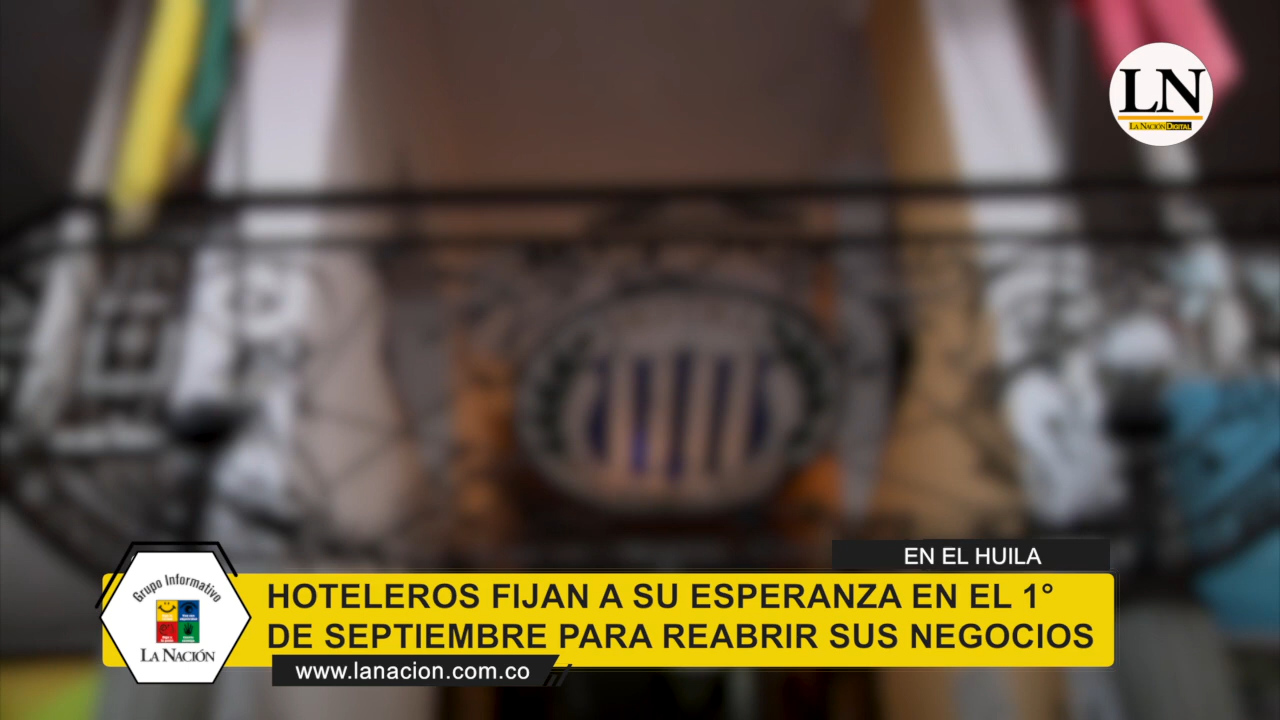 LN
LA NACIÓN DIGITAL
EN EL HUILA
Grupo Informativo
LA NACIÓN
HOTELEROS FIJAN A SU ESPERANZA EN EL 1°
DE SEPTIEMBRE PARA REABRIR SUS NEGOCIOS
www.lanacion.com.co